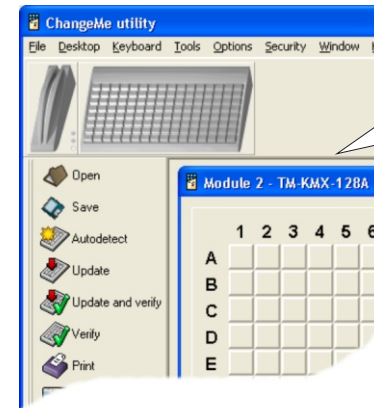 ChangeMe utility
File Desktop Keyboard Tools Options Security Window
Open
Save
Autodetect
Update
Update and verify
Verify
Print
Module 2 - TM-KMX-128A
1 2 3 4 5 6
A
B
C
D
E